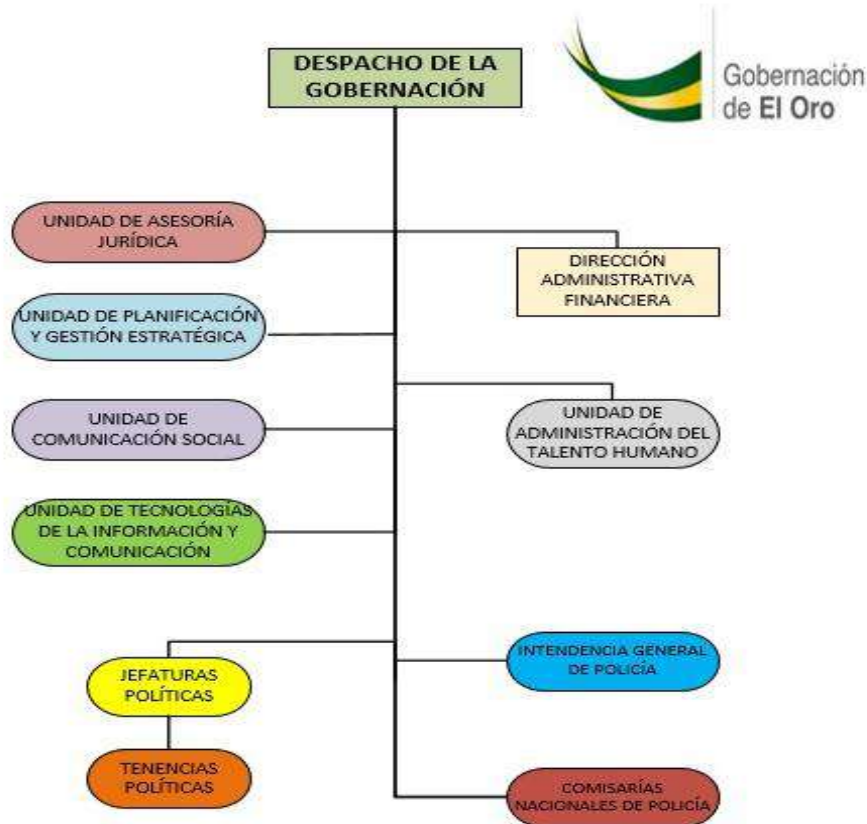 DESPACHO DE LA
GOBERNACIÓN
Gobernación
de El Oro
UNIDAD DE ASESORÍA
JURÍDICA
DIRECCIÓN
ADMINISTRATIVA
FINANCIERA
UNIDAD DE PLANIFICACIÓN
Y GESTIÓN ESTRATÉGICA
UNIDAD DE
COMUNICACIÓN SOCIAL
UNIDAD DE
ADMINISTRACIÓN DEL
TALENTO HUMANO
UNIDAD DE TECNOLOGÍAS
DE LA INFORMACIÓN Y
COMUNICACIÓN
JEFATURAS
POLÍTICAS
INTENDENCIA GENERAL
DE POLICÍA
TENENCIAS
POLÍTICAS
COMISARÍAS
NACIONALES DE POLICÍA